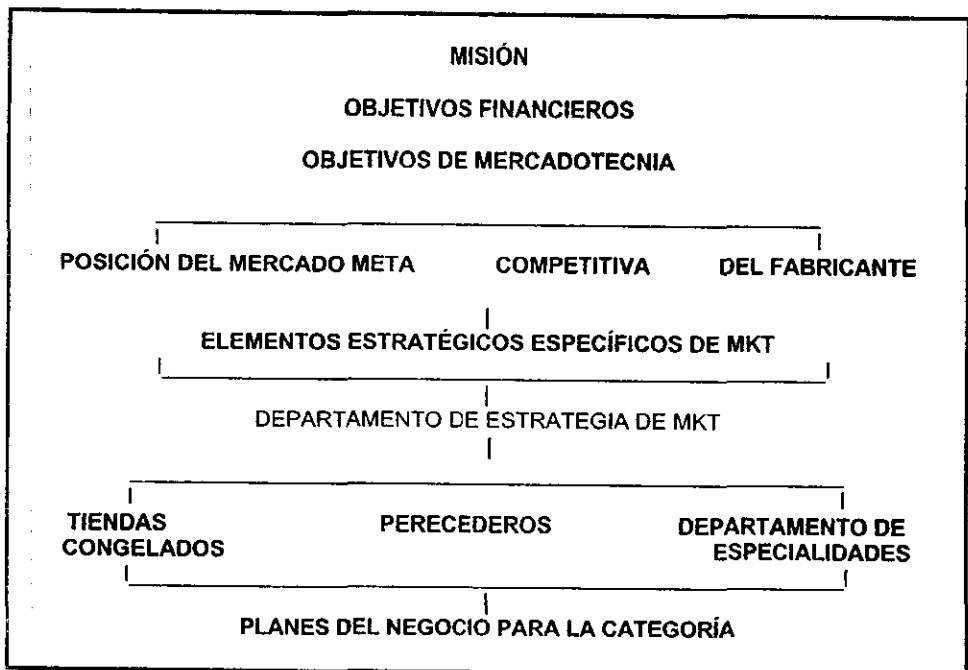 MISIÓN
OBJETIVOS FINANCIEROS
OBJETIVOS DE MERCADOTECNIA
POSICIÓN DEL MERCADO META COMPETITIVA DEL FABRICANTE
ELEMENTOS ESTRATÉGICOS ESPECÍFICOS DE MKT
DEPARTAMENTO DE ESTRATEGIA DE MKT
TIENDAS PERECEDEROS DEPARTAMENTO DE
CONGELADOS ESPECIALIDADES
PLANES DEL NEGOCIO PARA LA CATEGORÍA